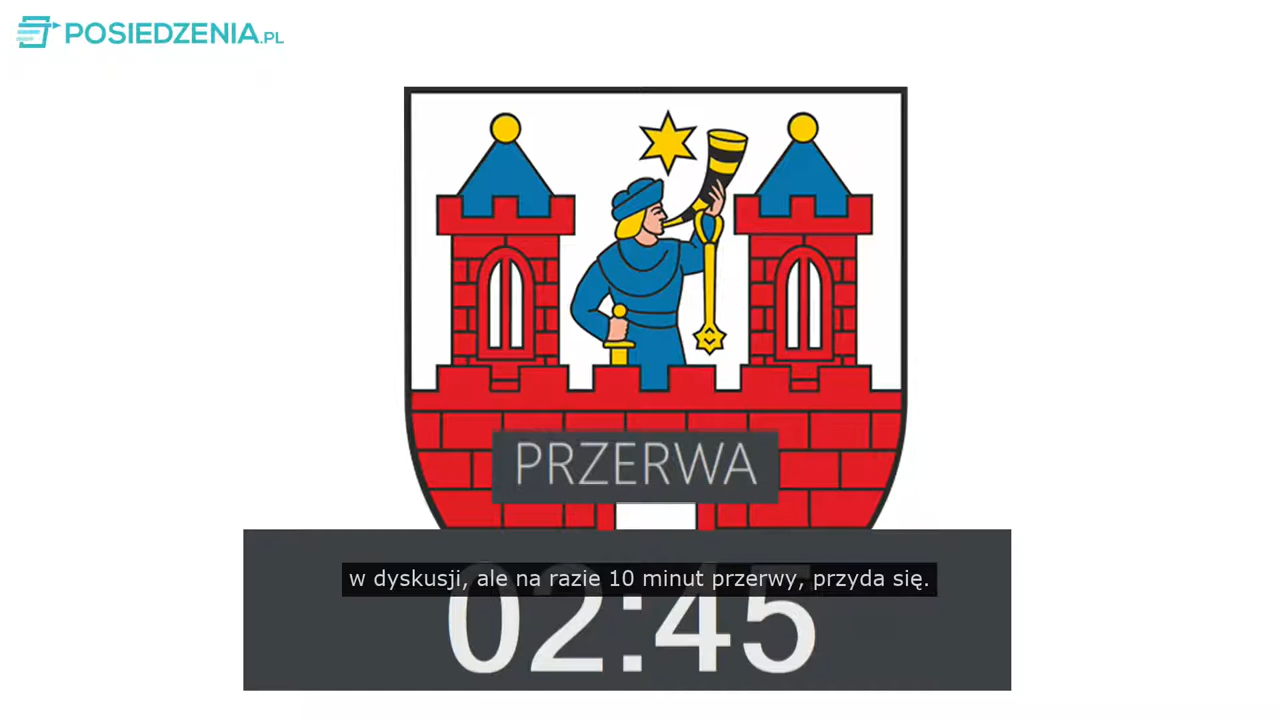 POSIEDZENIA.PL
PRZERWA
w dyskusji, ale na razie 10 minut przerwy, przyda się.
02:45